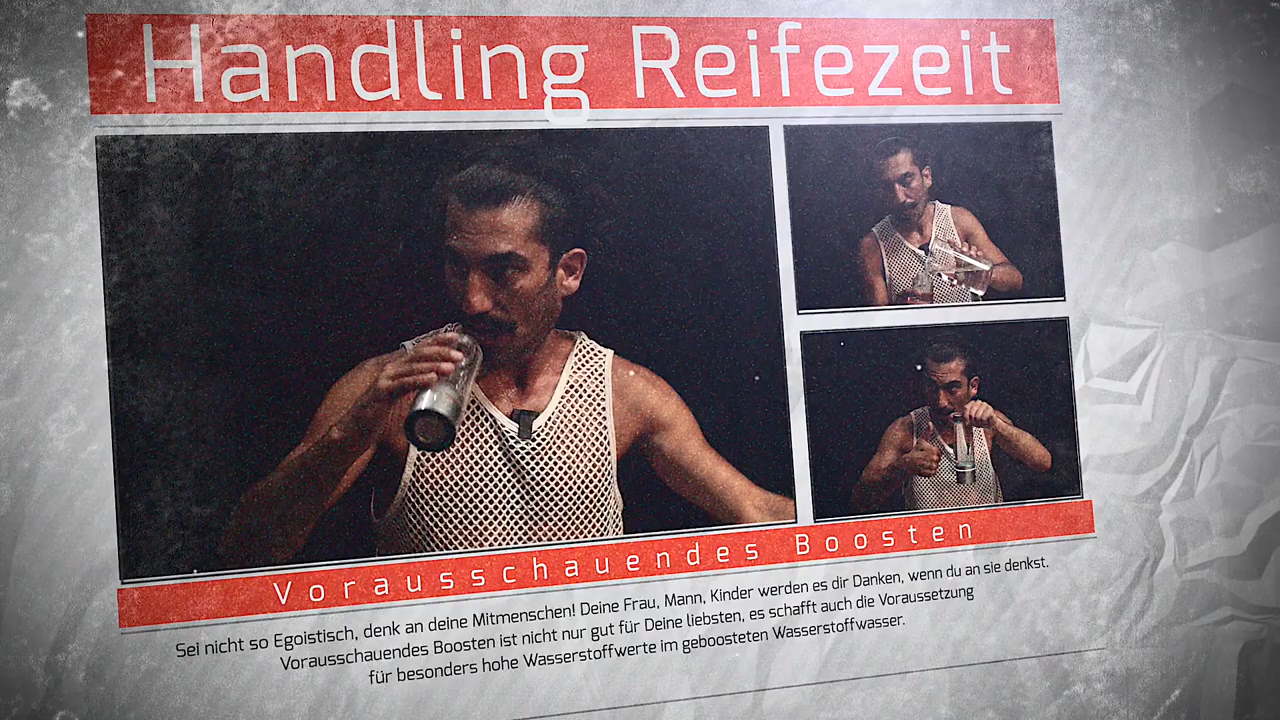 Handling Reifezeit
Vorausschauendes Boosten
Sei nicht so Egoistisch, denk an deine Mitmenschen! Deine Frau, Mann, Kinder werden es dir Danken, wenn du an sie denkst.
Vorausschauendes Boosten ist nicht nur gut für Deine liebsten, es schafft auch die Voraussetzung
für besonders hohe Wasserstoffwerte im geboosteten Wasserstoffwasser.